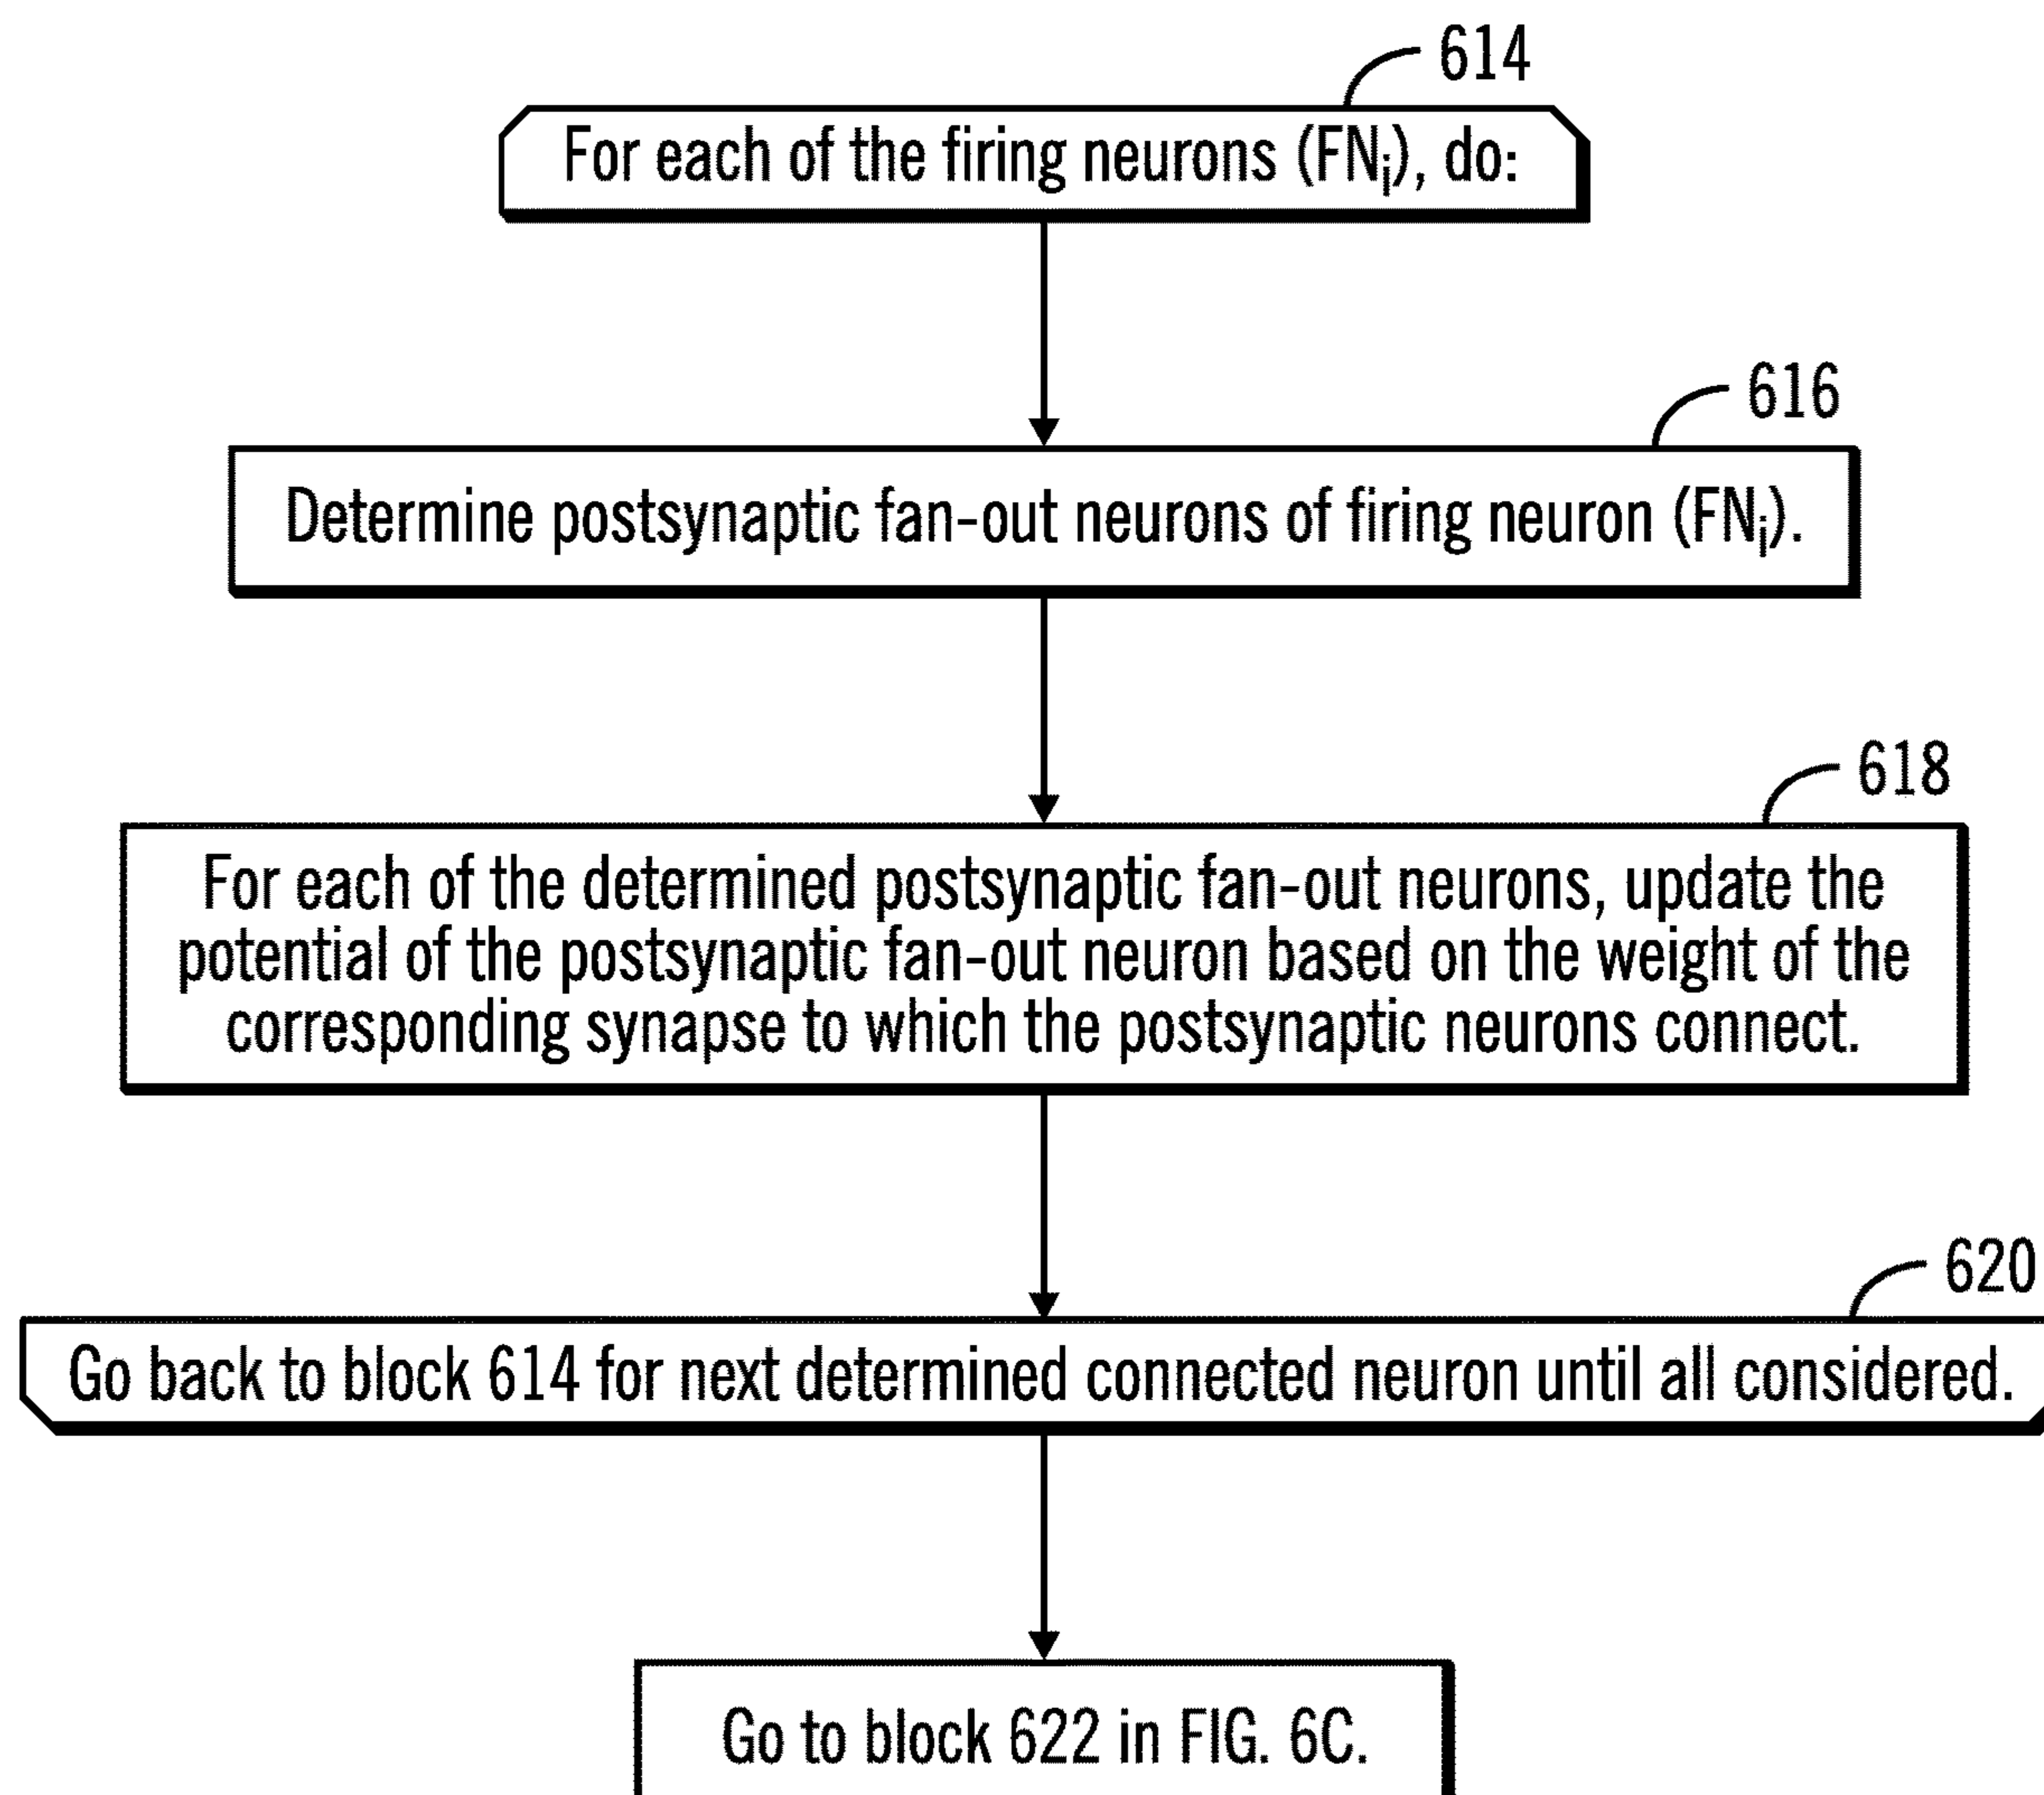 614
For each of the firing neurons (FNi), do:
616
Determine postsynaptic fan-out neurons of firing neuron (FNi).
618
For each of the determined postsynaptic fan-out neurons, update the
potential of the postsynaptic fan-out neuron based on the weight of the
corresponding synapse to which the postsynaptic neurons connect.
620
Go back to block 614 for next determined connected neuron until all considered.
Go to block 622 in FIG. 6C.